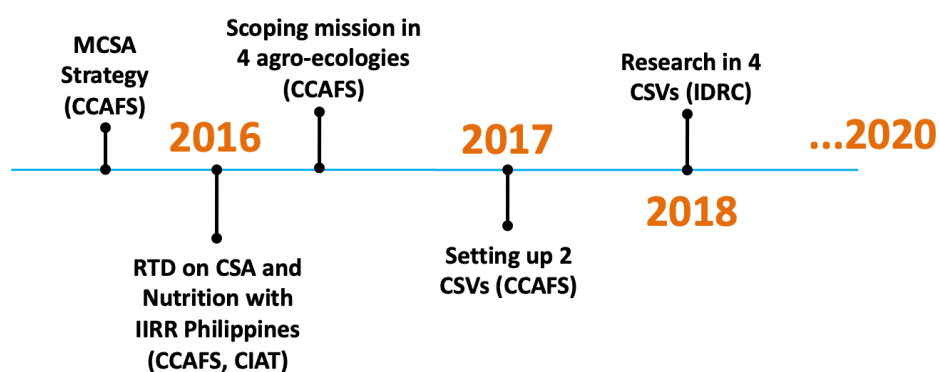 MCSA
Strategy
(CCAFS)
2016
RTD on CSA and
Nutrition with
IIRR Philippines
(CCAFS, CIAT)
Scoping mission in
4 agro-ecologies
(CCAFS)
2017
Setting up 2
CSVs (CCAFS)
Research in 4
CSVs (IDRC)
2018
...2020